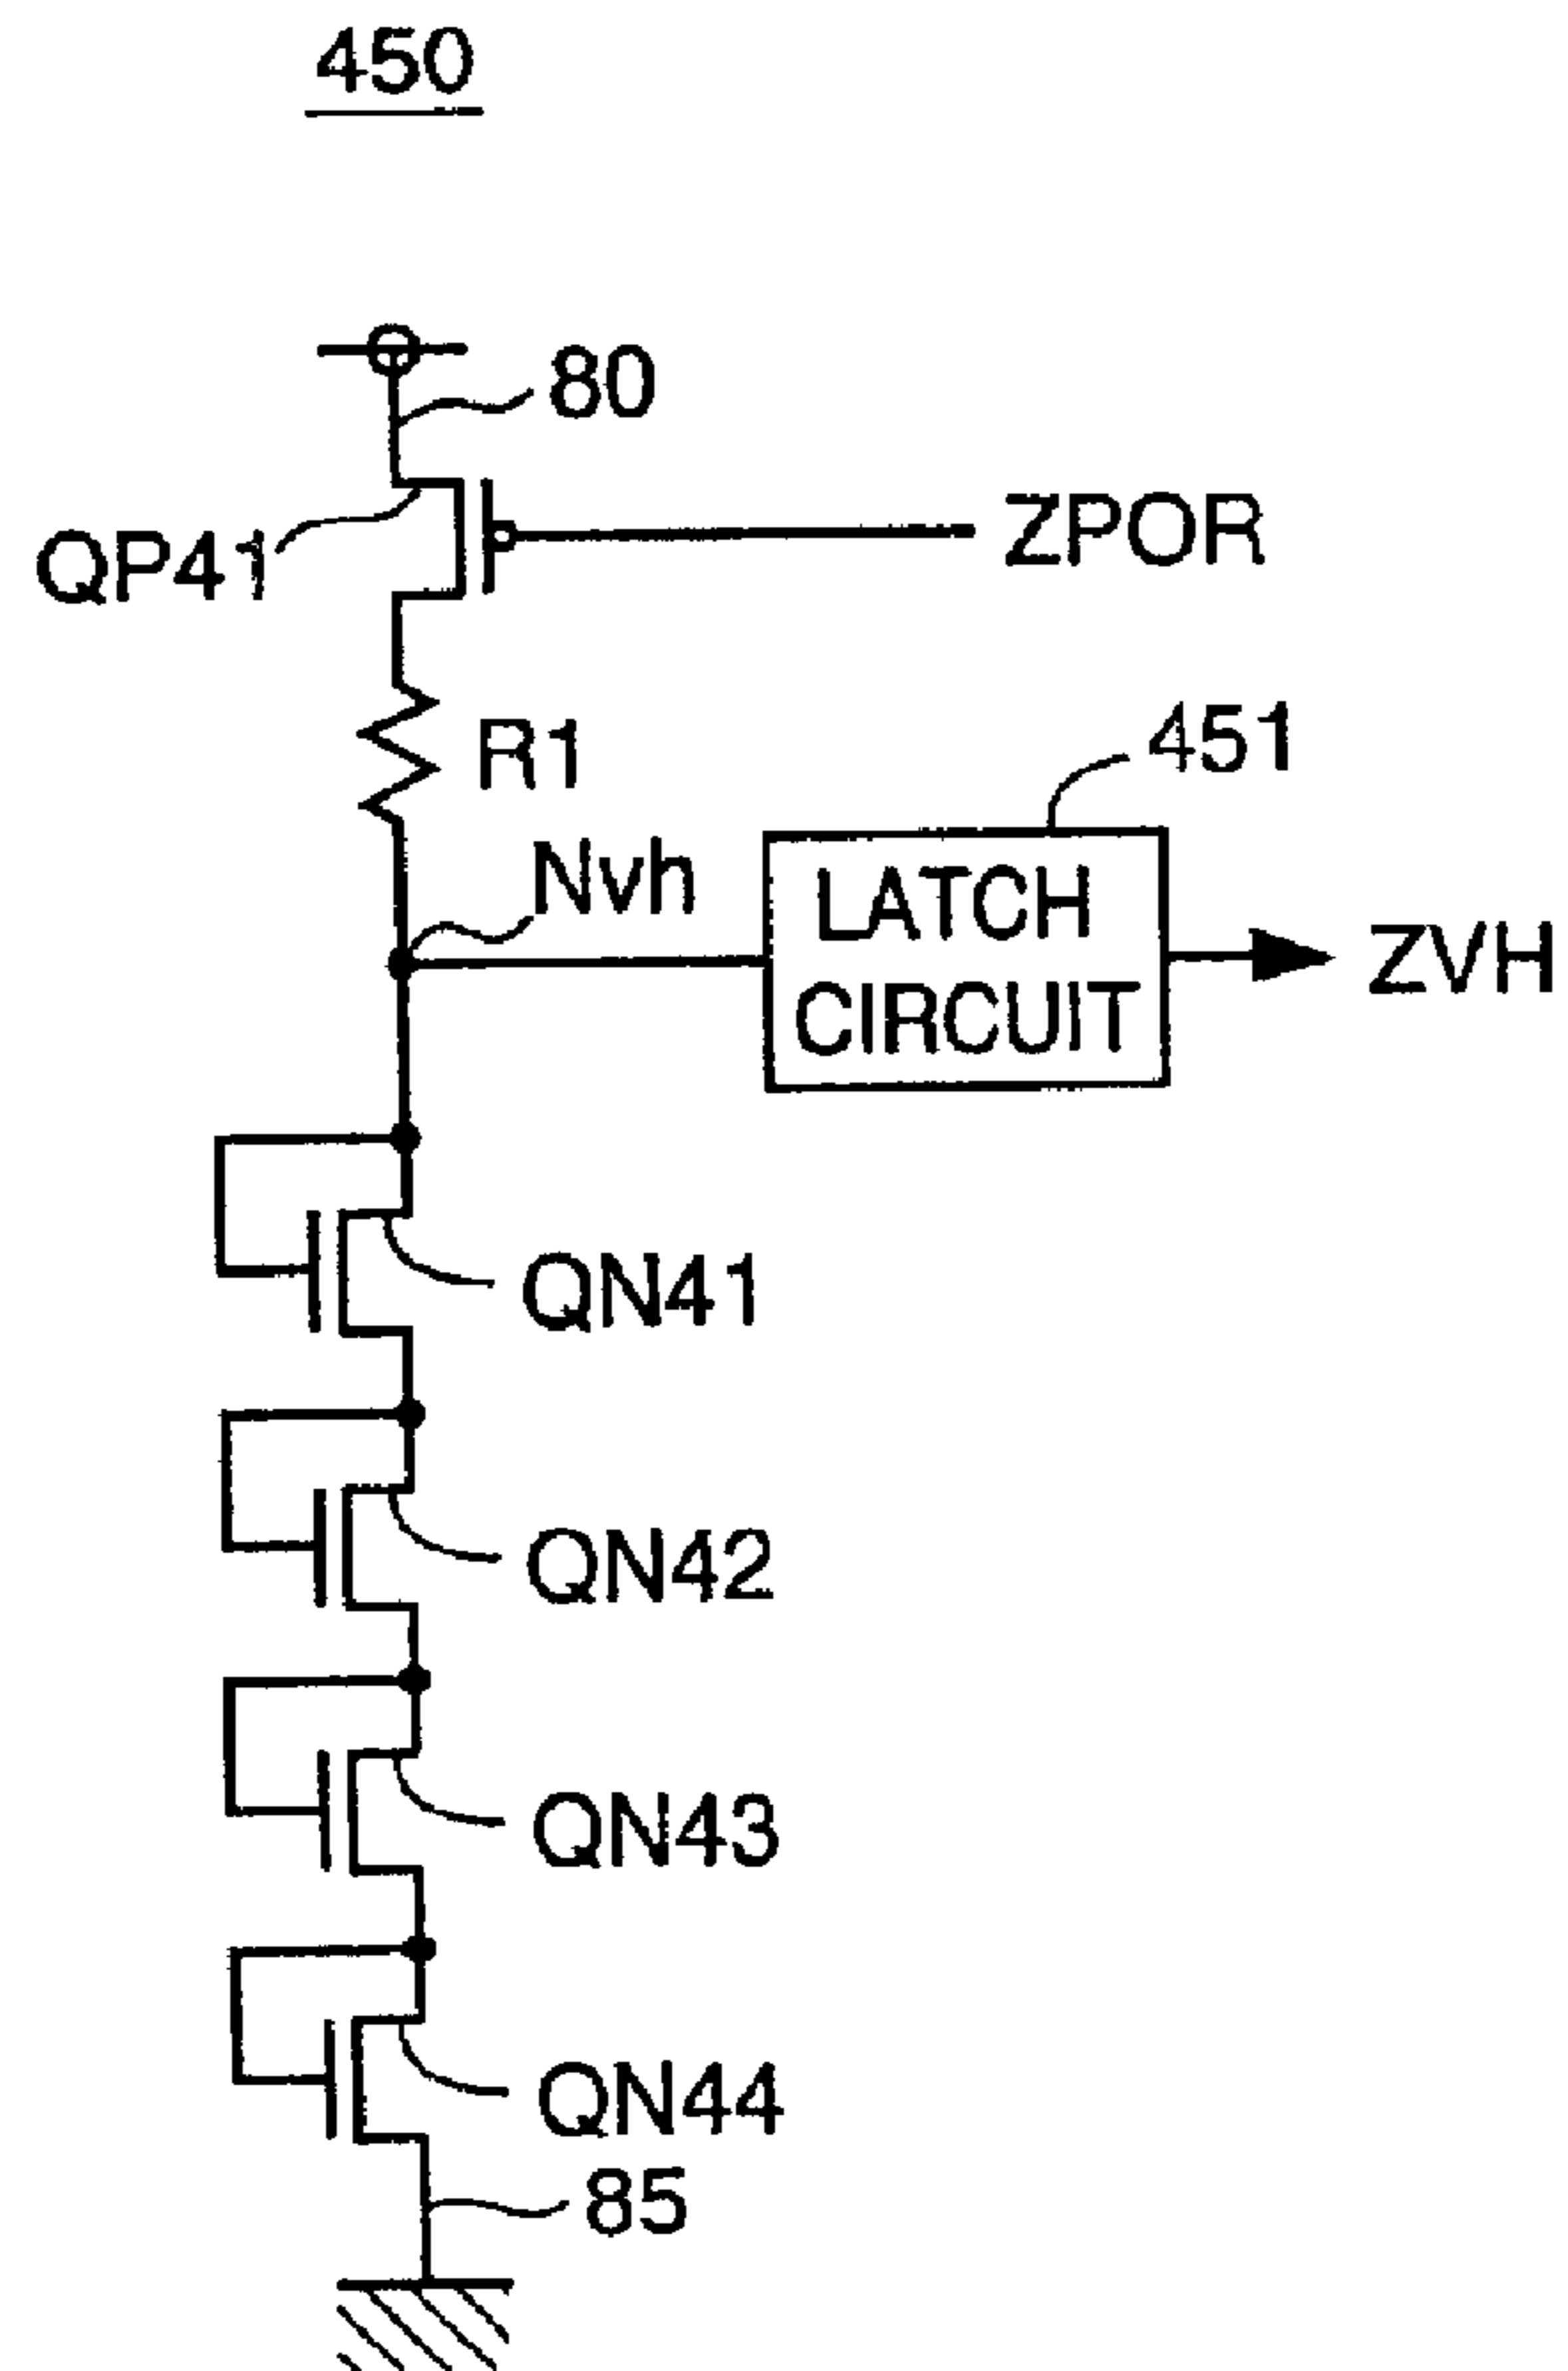 450
80
QP41
ZPOR
R1
451
Nvh
LATCH
CIRCUIT
ZVH
QN41
QN42
QN43
QN44
85